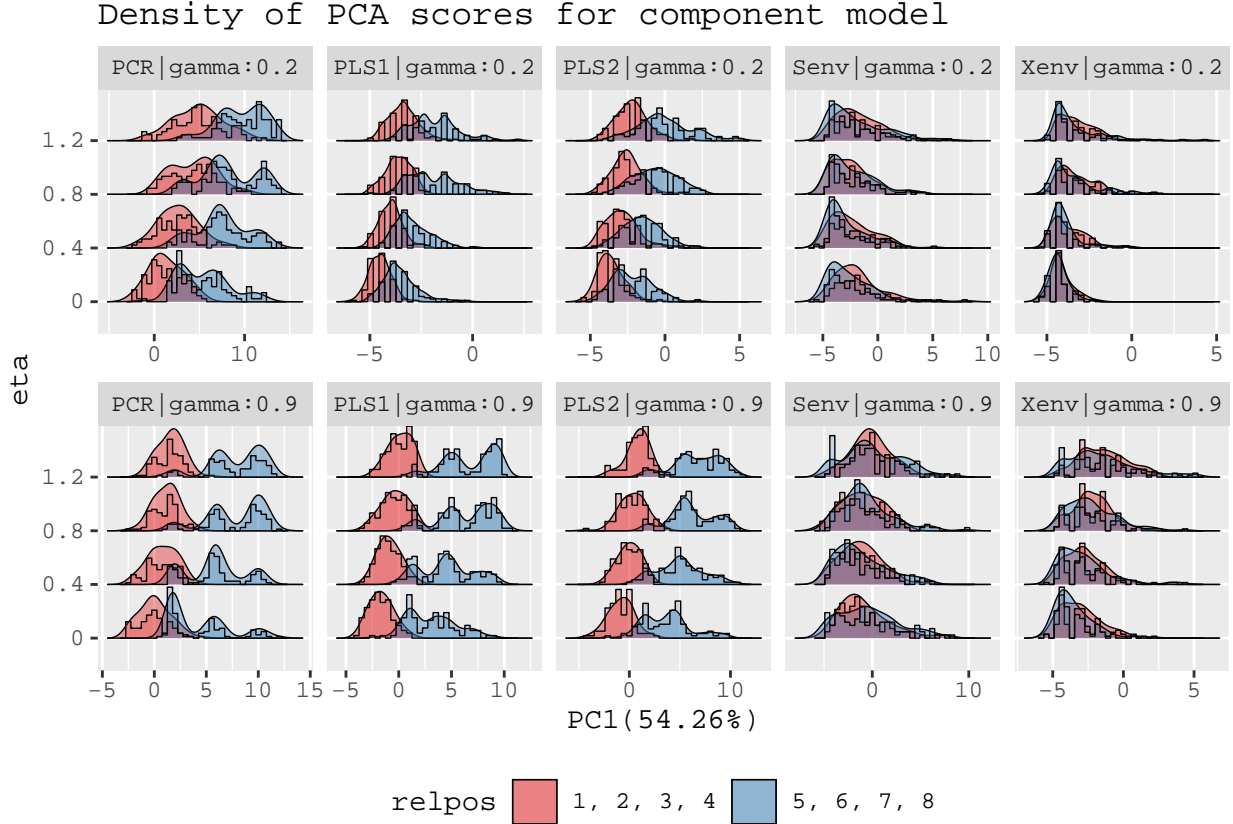 Density of PCA scores for component model
PCR|gamma:0.2 PLS1|gamma:0.2 PLS2|gamma:0.2 Senv|gamma:0.2 Xenv|gamma:0.2
1.2
0.8
0.4
0
0 10 −5 0 −5 0 5 −5 0 5 10 −5 0 5
eta
PCR|gamma:0.9 PLS1|gamma:0.9 PLS2|gamma:0.9 Senv|gamma:0.9 Xenv|gamma:0.9
1.2
0.8
0.4
0
−5 0 5 10 15 −5 0 5 10 0 10 0 10 −5 0 5
PC1(54.26%)
relpos 1, 2, 3, 4 5, 6, 7, 8